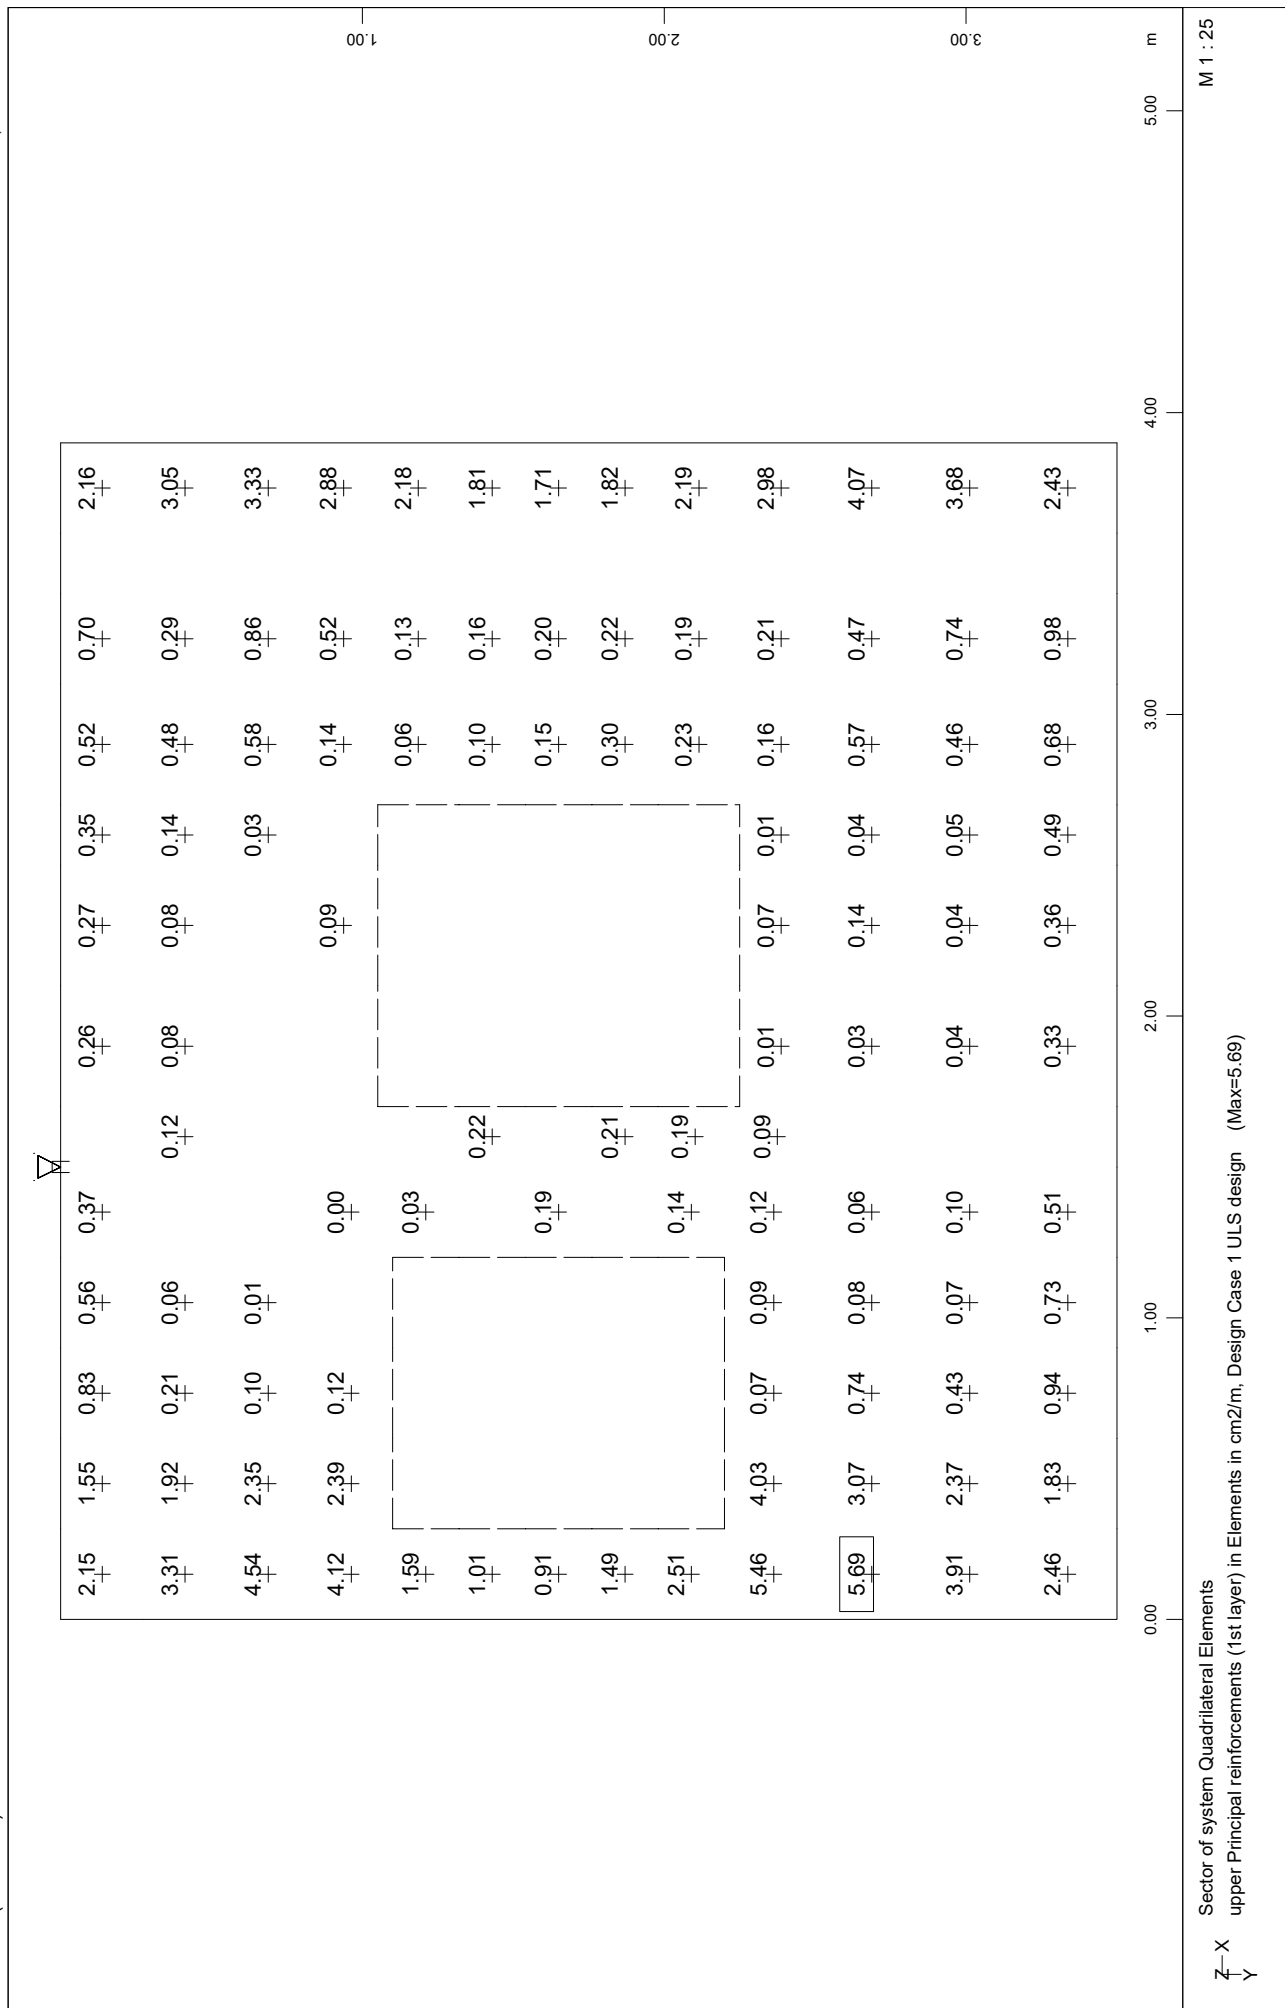 2.15 1.55 0.83 0.56 0.37 0.26 0.27 0.35 0.52 0.70 2.16
3.31 1.92 0.21 0.06 0.12 0.08 0.08 0.14 0.48 0.29 3.05
4.54 2.35 0.10 0.01 0.03 0.58 0.86 3.33
4.12 2.39 0.12 0.00 0.09 0.14 0.52 2.88
1.00
1.59 0.03 0.06 0.13 2.18
1.01 0.22 0.10 0.16 1.81
0.91 0.19 0.15 0.20 1.71
1.49 0.21 0.30 0.22 1.82
2.00
2.51 0.14 0.19 0.23 0.19 2.19
5.46 4.03 0.07 0.09 0.12 0.09 0.01 0.07 0.01 0.16 0.21 2.98
5.69 3.07 0.74 0.08 0.06 0.03 0.14 0.04 0.57 0.47 4.07
3.91 2.37 0.43 0.07 0.10 0.04 0.04 0.05 0.46 0.74 3.68
3.00
2.46 1.83 0.94 0.73 0.51 0.33 0.36 0.49 0.68 0.98 2.43
0.00 1.00 2.00 3.00 4.00 5.00 m
Sector of system Quadrilateral Elements M 1 : 25
upper Principal reinforcements (1st layer) in Elements in cm2/m, Design Case 1 ULS design (Max=5.69)
Z X
Y